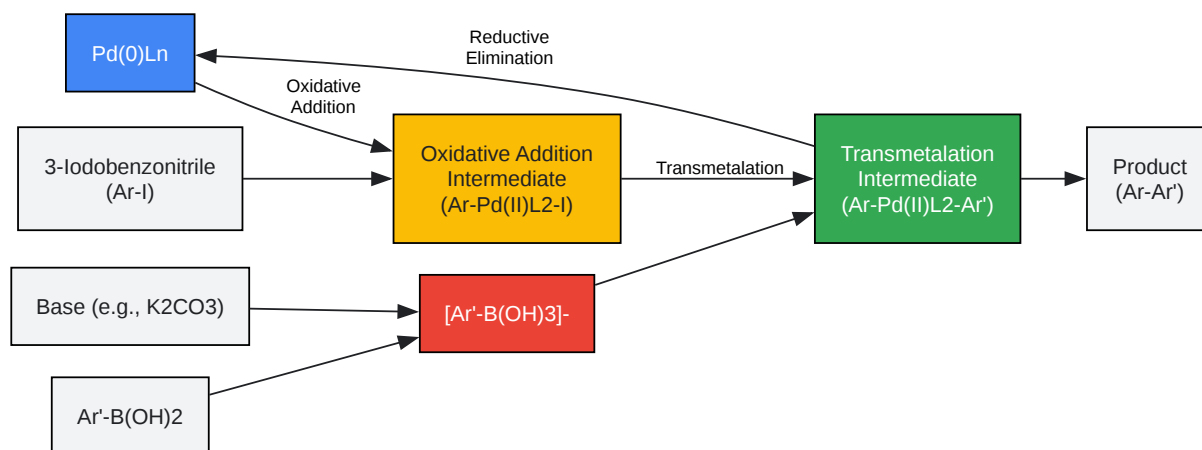 Pd(0)Ln
Reductive
Elimination
Oxidative
Addition
3-Iodobenzonitrile
(Ar-I)
Oxidative Addition
Intermediate
(Ar-Pd(II)L2-I)
Transmetalation
Transmetalation
Intermediate
(Ar-Pd(II)L2-Ar')
Product
(Ar-Ar')
Base (e.g., K2CO3)
[Ar'-B(OH)3]-
Ar'-B(OH)2